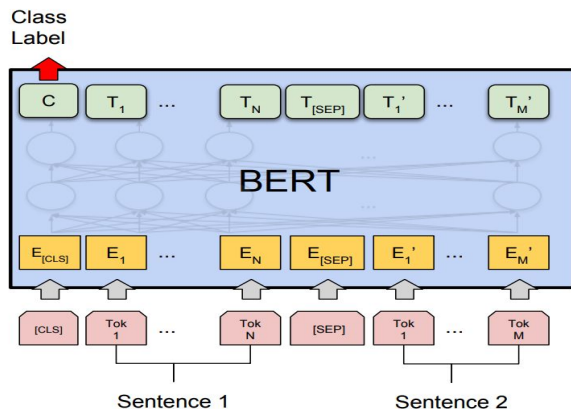 Class
Label
C T1 ... TN T[SEP] T1' ... TM'
...
...
BERT
E[CLS] E1 ... EN E[SEP] E1' ... EM'
[CLS] Tok 1 ... Tok N [SEP] Tok 1 ... Tok M
Sentence 1 Sentence 2